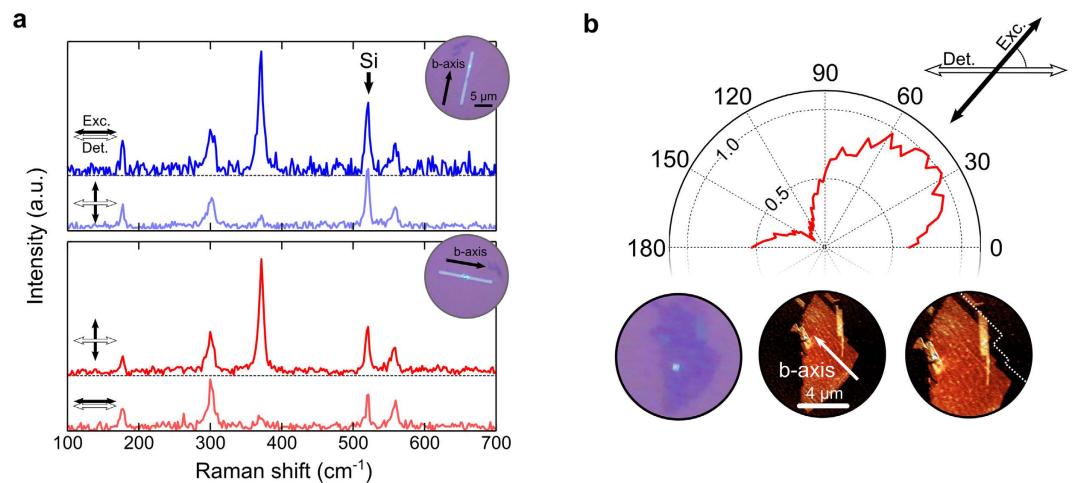 a
b-axis
5 μm
Si
Exc.
Det.
b-axis
Intensity (a.u.)
100 200 300 400 500 600 700
Raman shift (cm-1)
b
Exc.
Det.
90
120
60
150
30
1.0
0.5
180
0
b-axis
4 μm